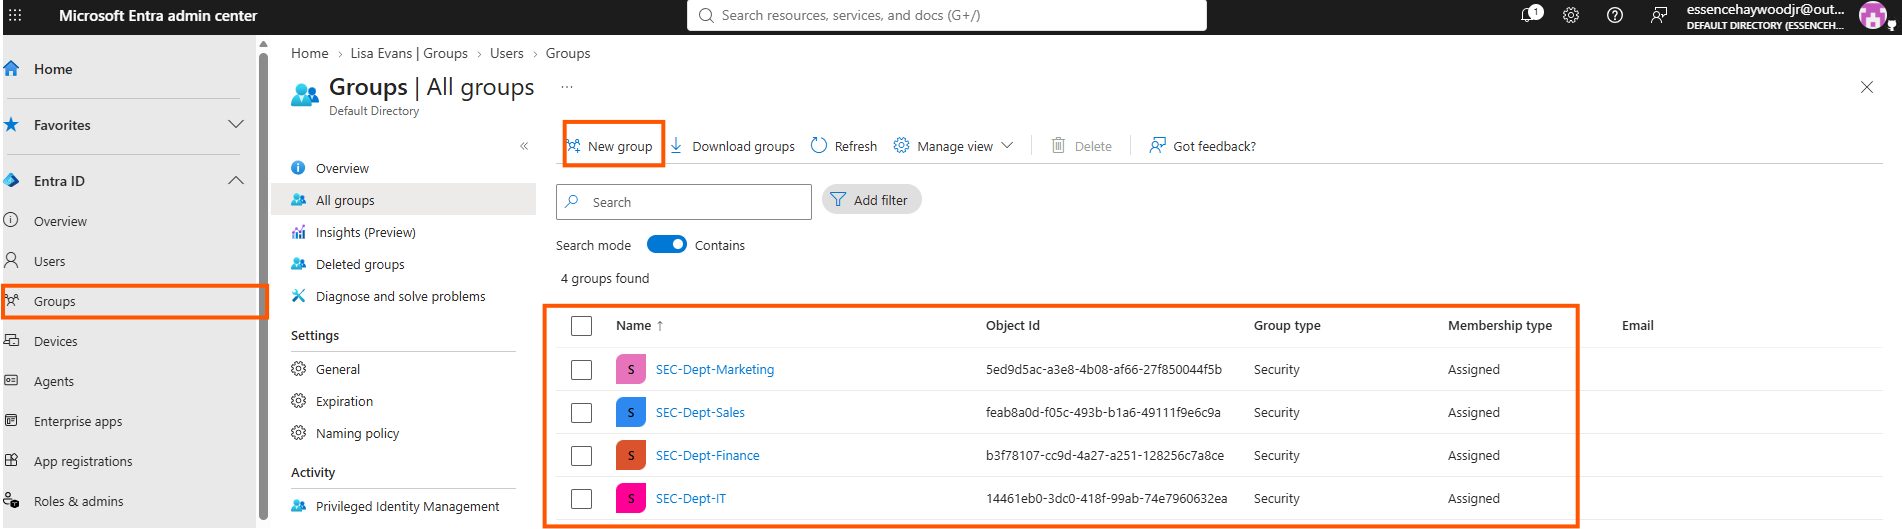 Microsoft Entra admin center
Search resources, services, and docs (G+/)
1
essencehaywoodjr@out...
DEFAULT DIRECTORY (ESSENCEH...
Home
Favorites
Entra ID
Overview
Users
Groups
Devices
Agents
Enterprise apps
App registrations
Roles & admins
Home > Lisa Evans | Groups > Users > Groups
Groups | All groups ...
Default Directory
«
Overview
All groups
Insights (Preview)
Deleted groups
Diagnose and solve problems
Settings
General
Expiration
Naming policy
Activity
Privileged Identity Management
New group Download groups Refresh Manage view Delete Got feedback?
Search Add filter
Search mode Contains
4 groups found
Name ↑ Object Id Group type Membership type Email
S SEC-Dept-Marketing 5ed9d5ac-a3e8-4b08-af66-27f850044f5b Security Assigned
S SEC-Dept-Sales feab8a0d-f05c-493b-b1a6-49111f9e6c9a Security Assigned
S SEC-Dept-Finance b3f78107-cc9d-4a27-a251-128256c7a8ce Security Assigned
S SEC-Dept-IT 14461eb0-3dc0-418f-99ab-74e7960632ea Security Assigned